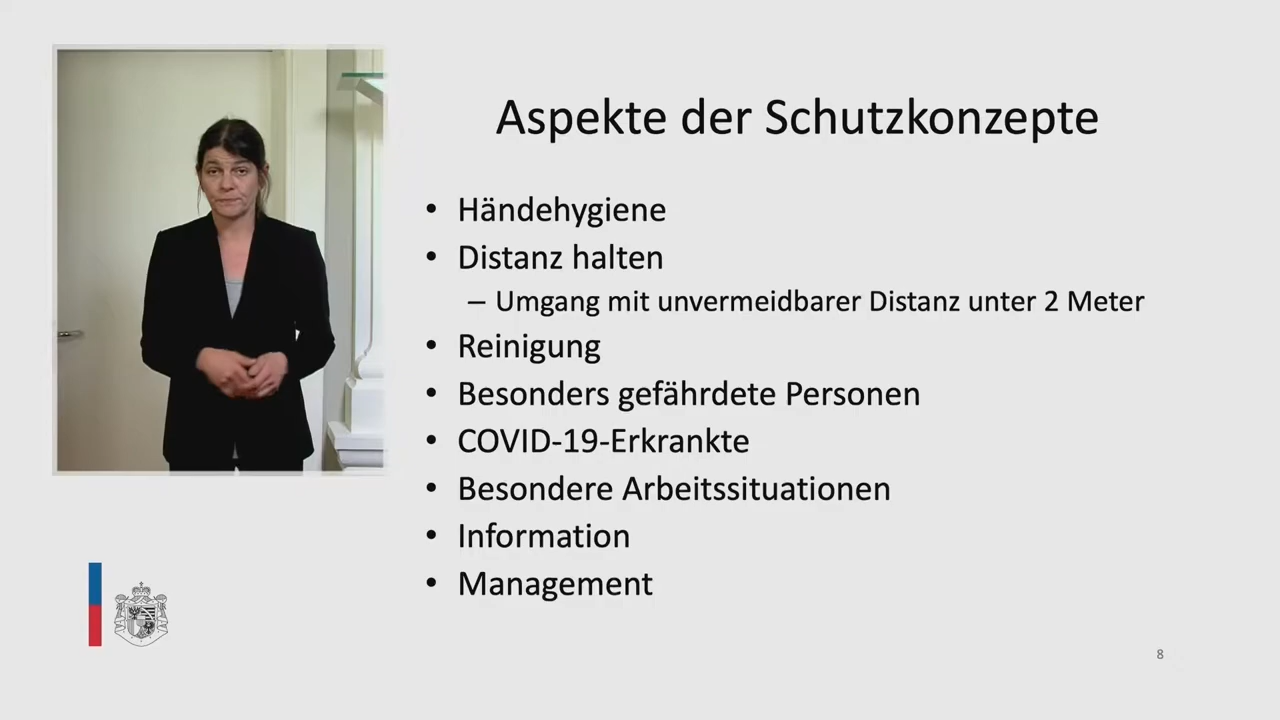 Aspekte der Schutzkonzepte
• Händehygiene
• Distanz halten
– Umgang mit unvermeidbarer Distanz unter 2 Meter
• Reinigung
• Besonders gefährdete Personen
• COVID-19-Erkrankte
• Besondere Arbeitssituationen
• Information
• Management
8